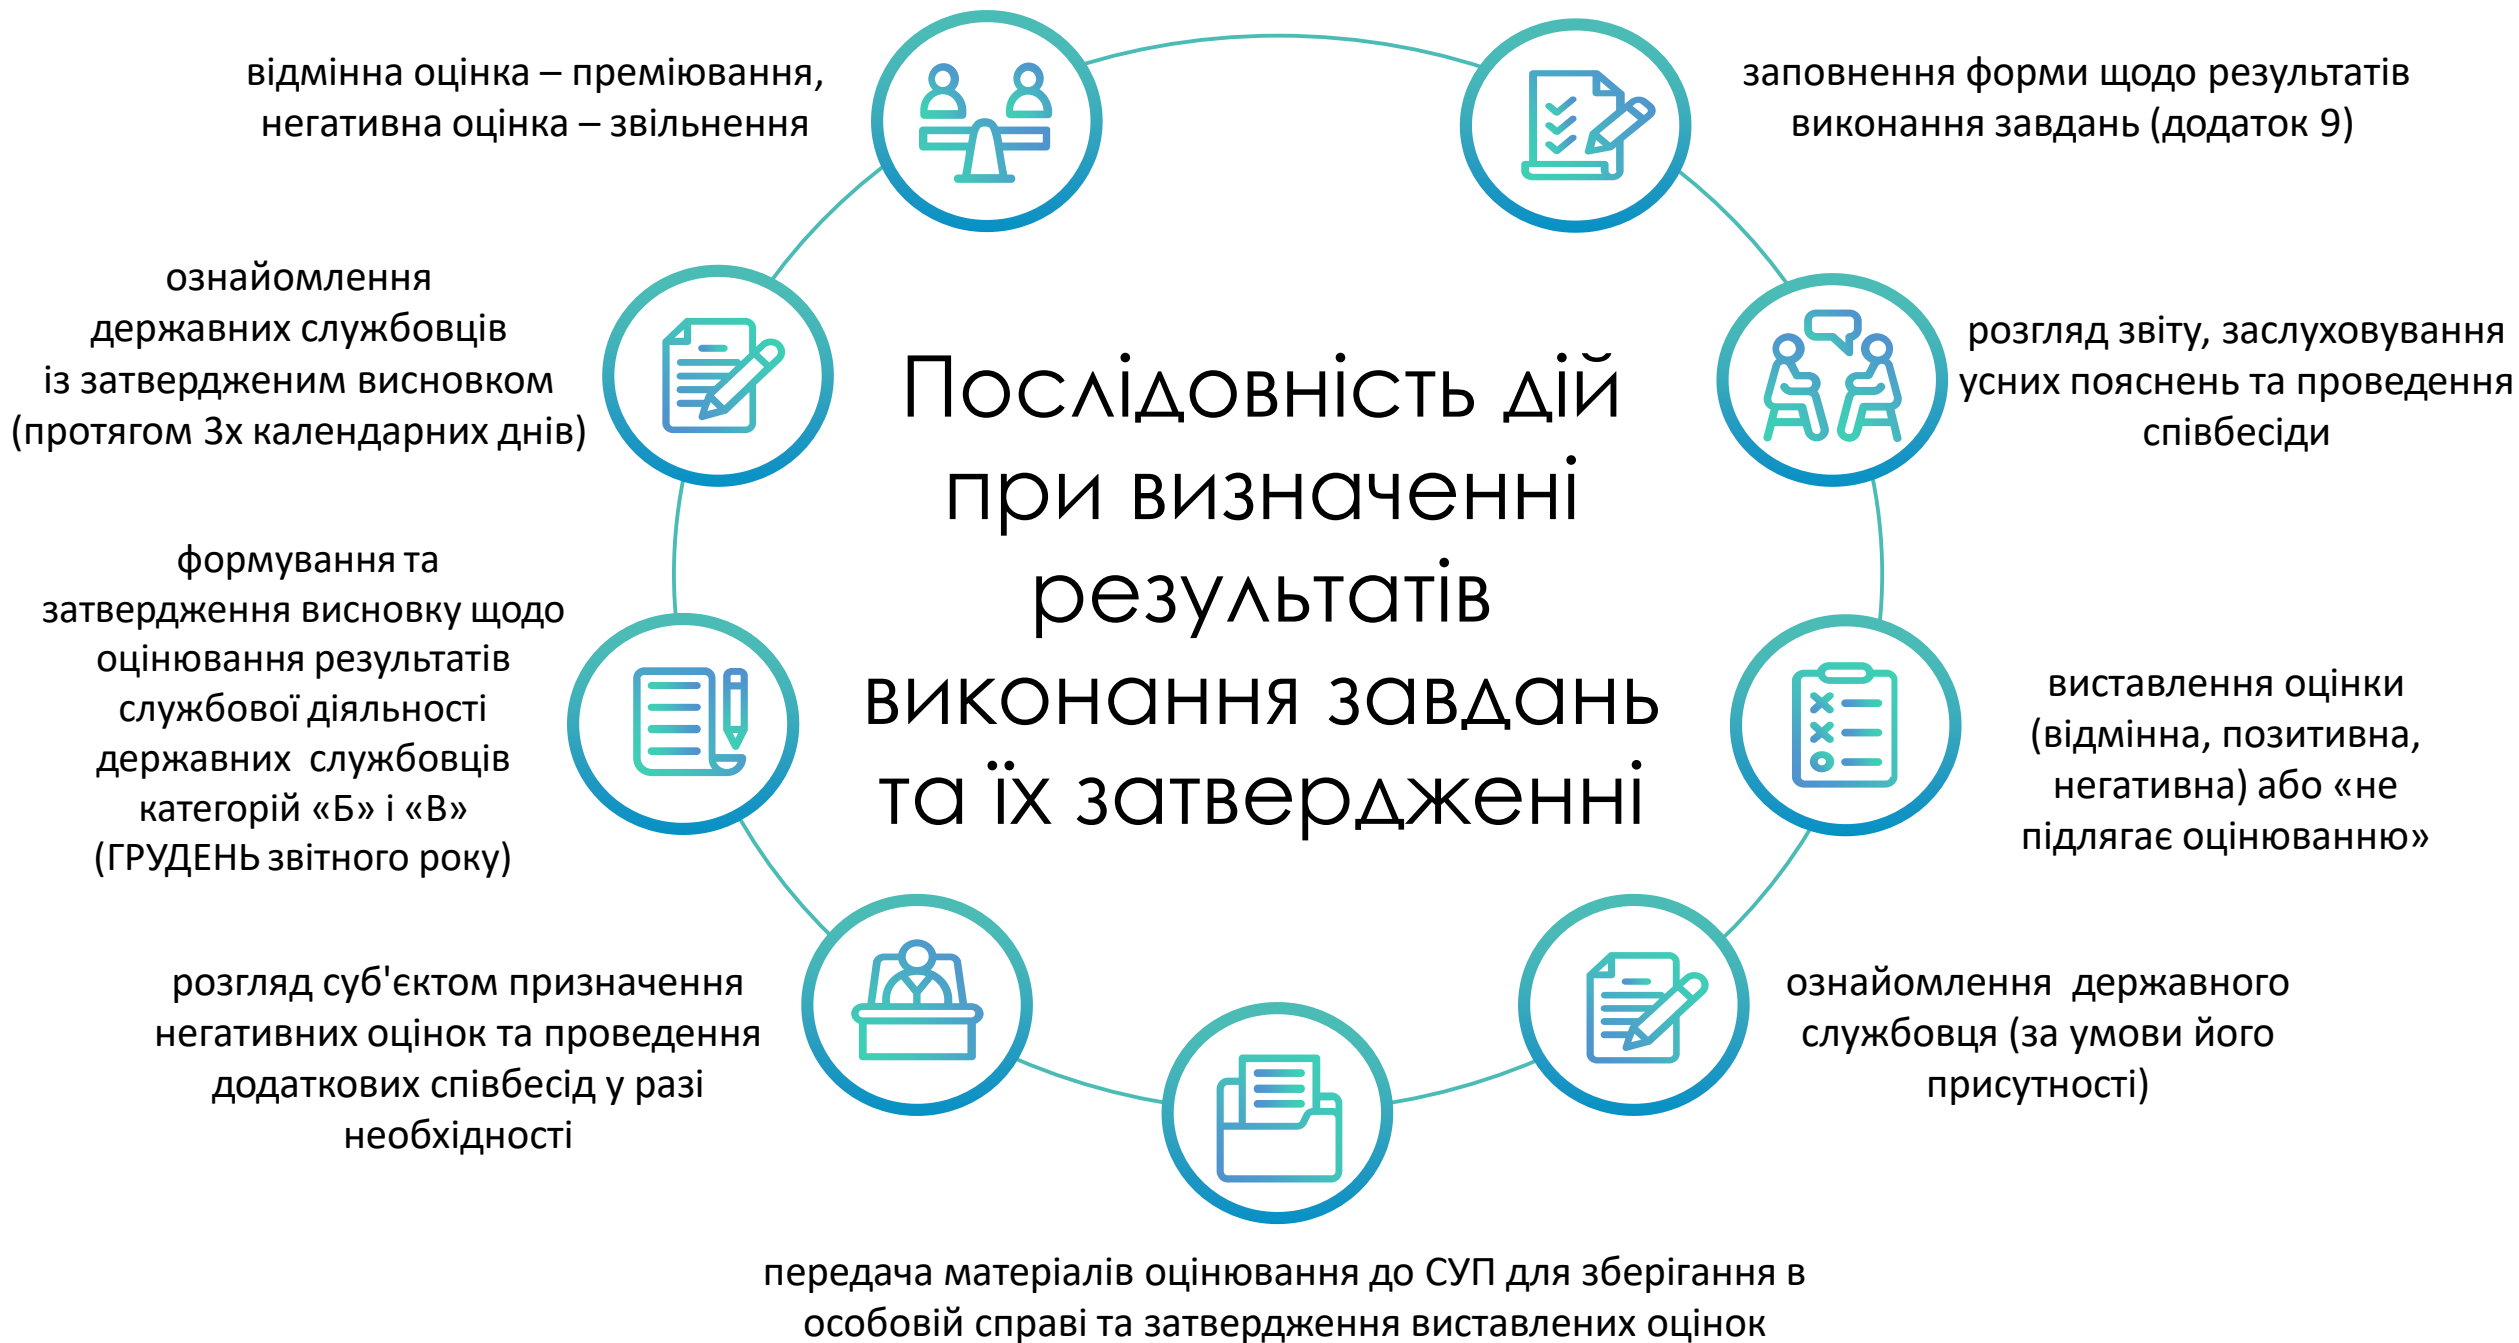 Послідовність дій
при визначенні
результатів
виконання завдань
та їх затвердженні
заповнення форми щодо результатів
виконання завдань (додаток 9)
розгляд звіту, заслуховування
усних пояснень та проведення
співбесіди
виставлення оцінки
(відмінна, позитивна,
негативна) або «не
підлягає оцінюванню»
ознайомлення державного
службовця (за умови його
присутності)
передача матеріалів оцінювання до СУП для зберігання в
особовій справі та затвердження виставлених оцінок
розгляд суб'єктом призначення
негативних оцінок та проведення
додаткових співбесід у разі
необхідності
формування та
затвердження висновку щодо
оцінювання результатів
службової діяльності
державних службовців
категорій «Б» і «В»
(ГРУДЕНЬ звітного року)
ознайомлення
державних службовців
із затвердженим висновком
(протягом 3х календарних днів)
відмінна оцінка – преміювання,
негативна оцінка – звільнення